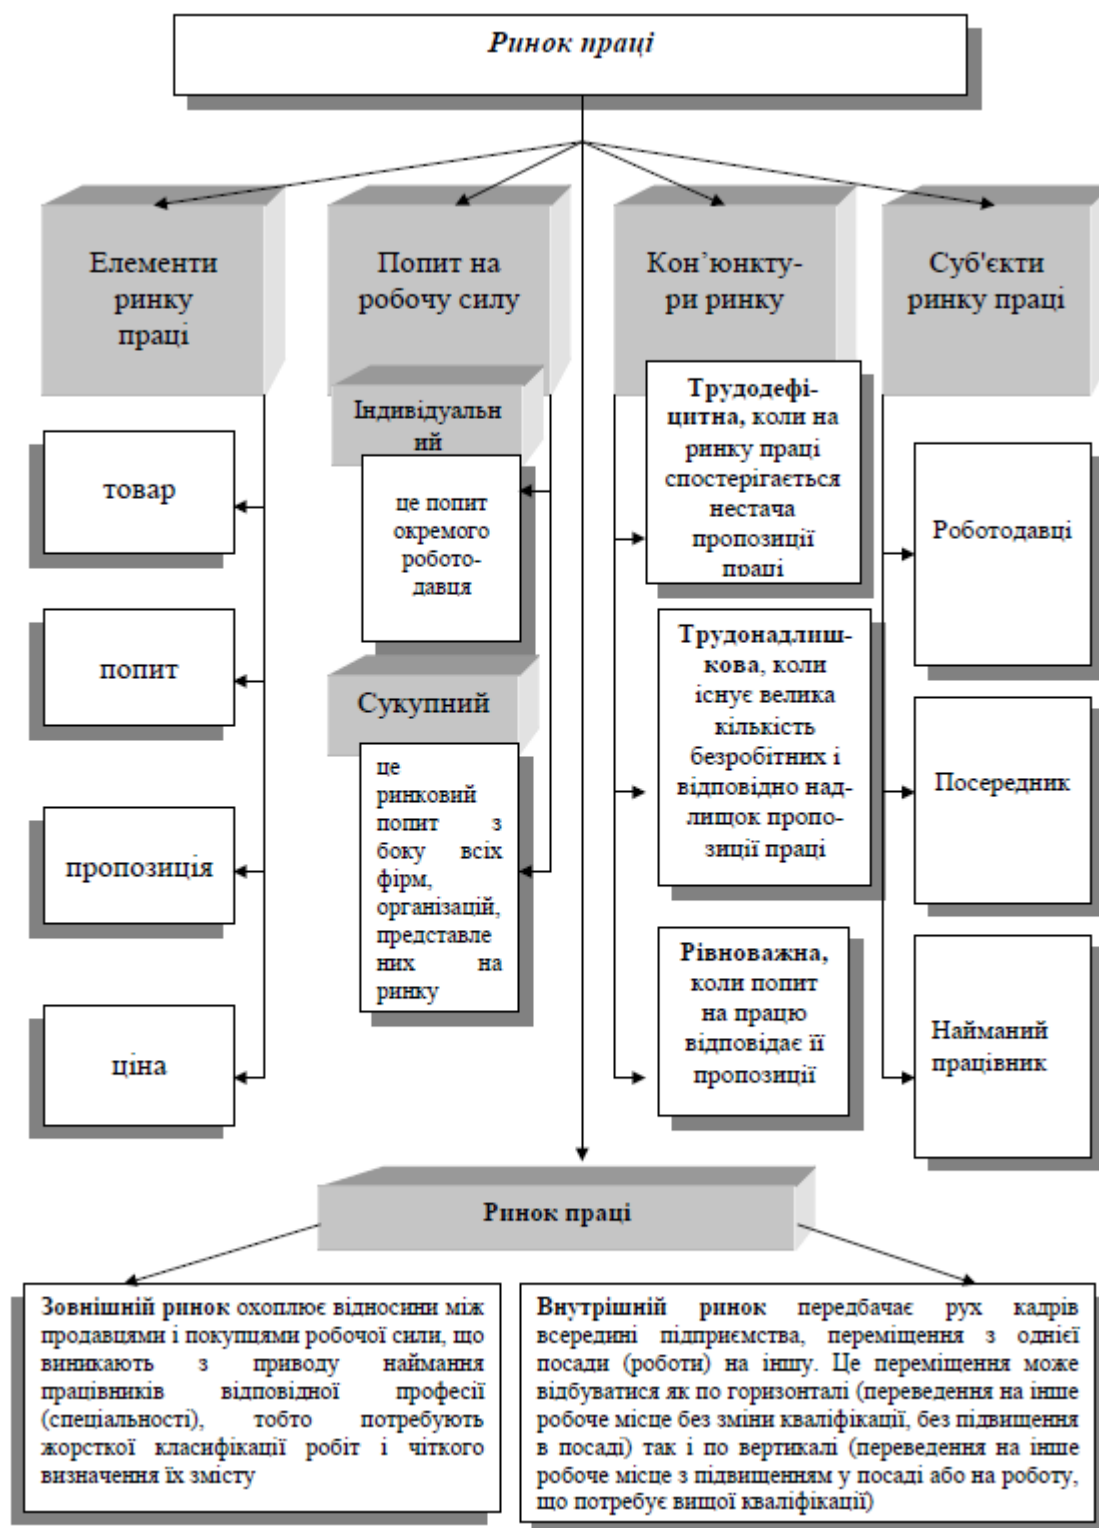 Ринок праці
Елементи
ринку
праці
товар
попит
пропозиція
ціна
Попит на
робочу силу
Індивідуальн
ий
це попит
окремого
робото-
давця
Сукупний
це
ринковий
попит з
боку всіх
фірм,
організацій,
представле
них на
ринку
Кон’юнкту-
ри ринку
Трудодефі-
цитна, коли на
ринку праці
спостерігається
нестача
пропозиції
праці
Трудонадлиш-
кова, коли
існує велика
кількість
безробітних і
відповідно над-
лищок пропо-
зиції праці
Рівноважна,
коли попит
на працю
відповідає її
пропозиції
Суб'єкти
ринку праці
Роботодавці
Посередник
Найманий
працівник
Ринок праці
Зовнішній ринок охоплює відносини між
продавцями і покупцями робочої сили, що
виникають з приводу наймання
працівників відповідної професії
(спеціальності), тобто потребують
жорсткої класифікації робіт і чіткого
визначення їх змісту
Внутрішній ринок передбачає рух кадрів
всередині підприємства, переміщення з однієї
посади (роботи) на іншу. Це переміщення може
відбуватися як по горизонталі (переведення на інше
робоче місце без зміни кваліфікації, без підвищення
в посаді) так і по вертикалі (переведення на інше
робоче місце з підвищенням у посаді або на роботу,
що потребує вищої кваліфікації)